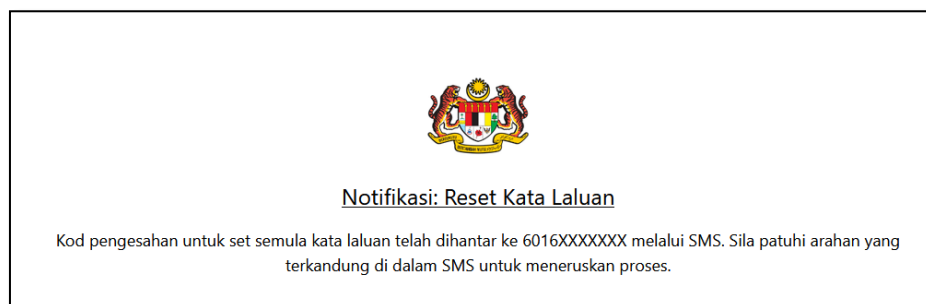 Notifikasi: Reset Kata Laluan
Kod pengesahan untuk set semula kata laluan telah dihantar ke 6016XXXXXXX melalui SMS. Sila patuhi arahan yang
terkandung di dalam SMS untuk meneruskan proses.